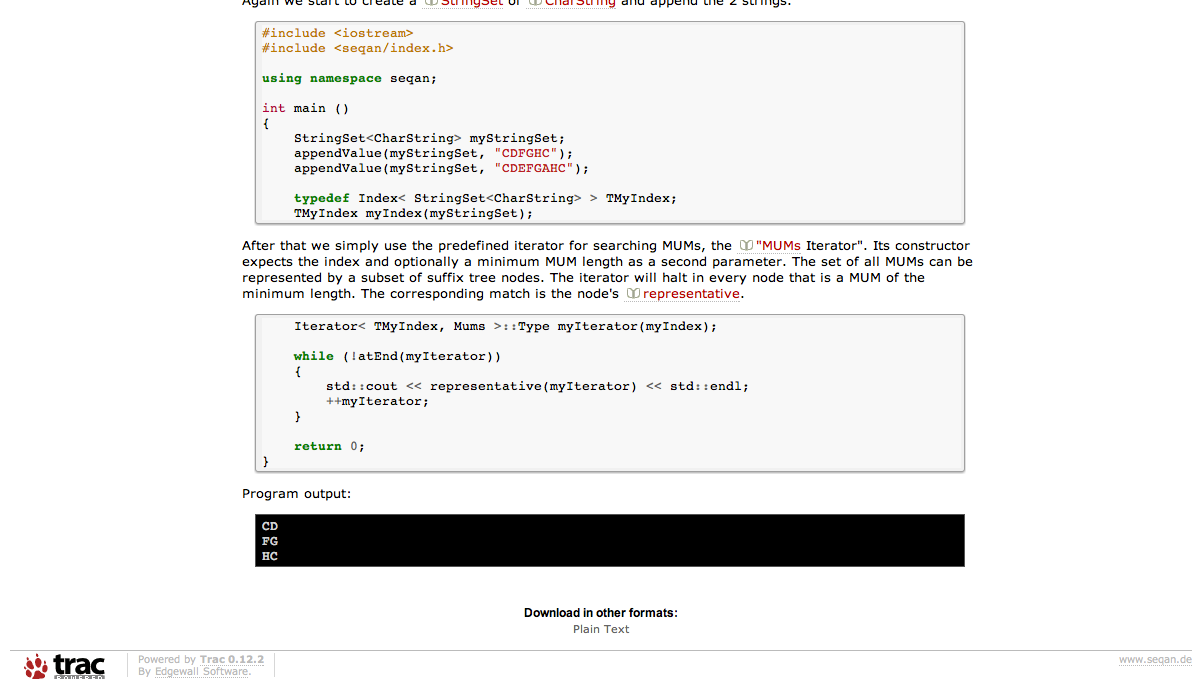 Again we start to create a StringSet of CharString and append the 2 strings.
#include <iostream>
#include <seqan/index.h>
using namespace seqan;
int main ()
{
StringSet<CharString> myStringSet;
appendValue(myStringSet, "CDFGHC");
appendValue(myStringSet, "CDEFGAHC");
typedef Index< StringSet<CharString> > TMyIndex;
TMyIndex myIndex(myStringSet);
After that we simply use the predefined iterator for searching MUMs, the "MUMs Iterator". Its constructor
expects the index and optionally a minimum MUM length as a second parameter. The set of all MUMs can be
represented by a subset of suffix tree nodes. The iterator will halt in every node that is a MUM of the
minimum length. The corresponding match is the node's representative.
Iterator< TMyIndex, Mums >::Type myIterator(myIndex);
while (!atEnd(myIterator))
{
std::cout << representative(myIterator) << std::endl;
++myIterator;
}
return 0;
}
Program output:
CD
FG
HC
Download in other formats:
Plain Text
trac
POWERED
Powered by Trac 0.12.2
By Edgewall Software.
www.seqan.de